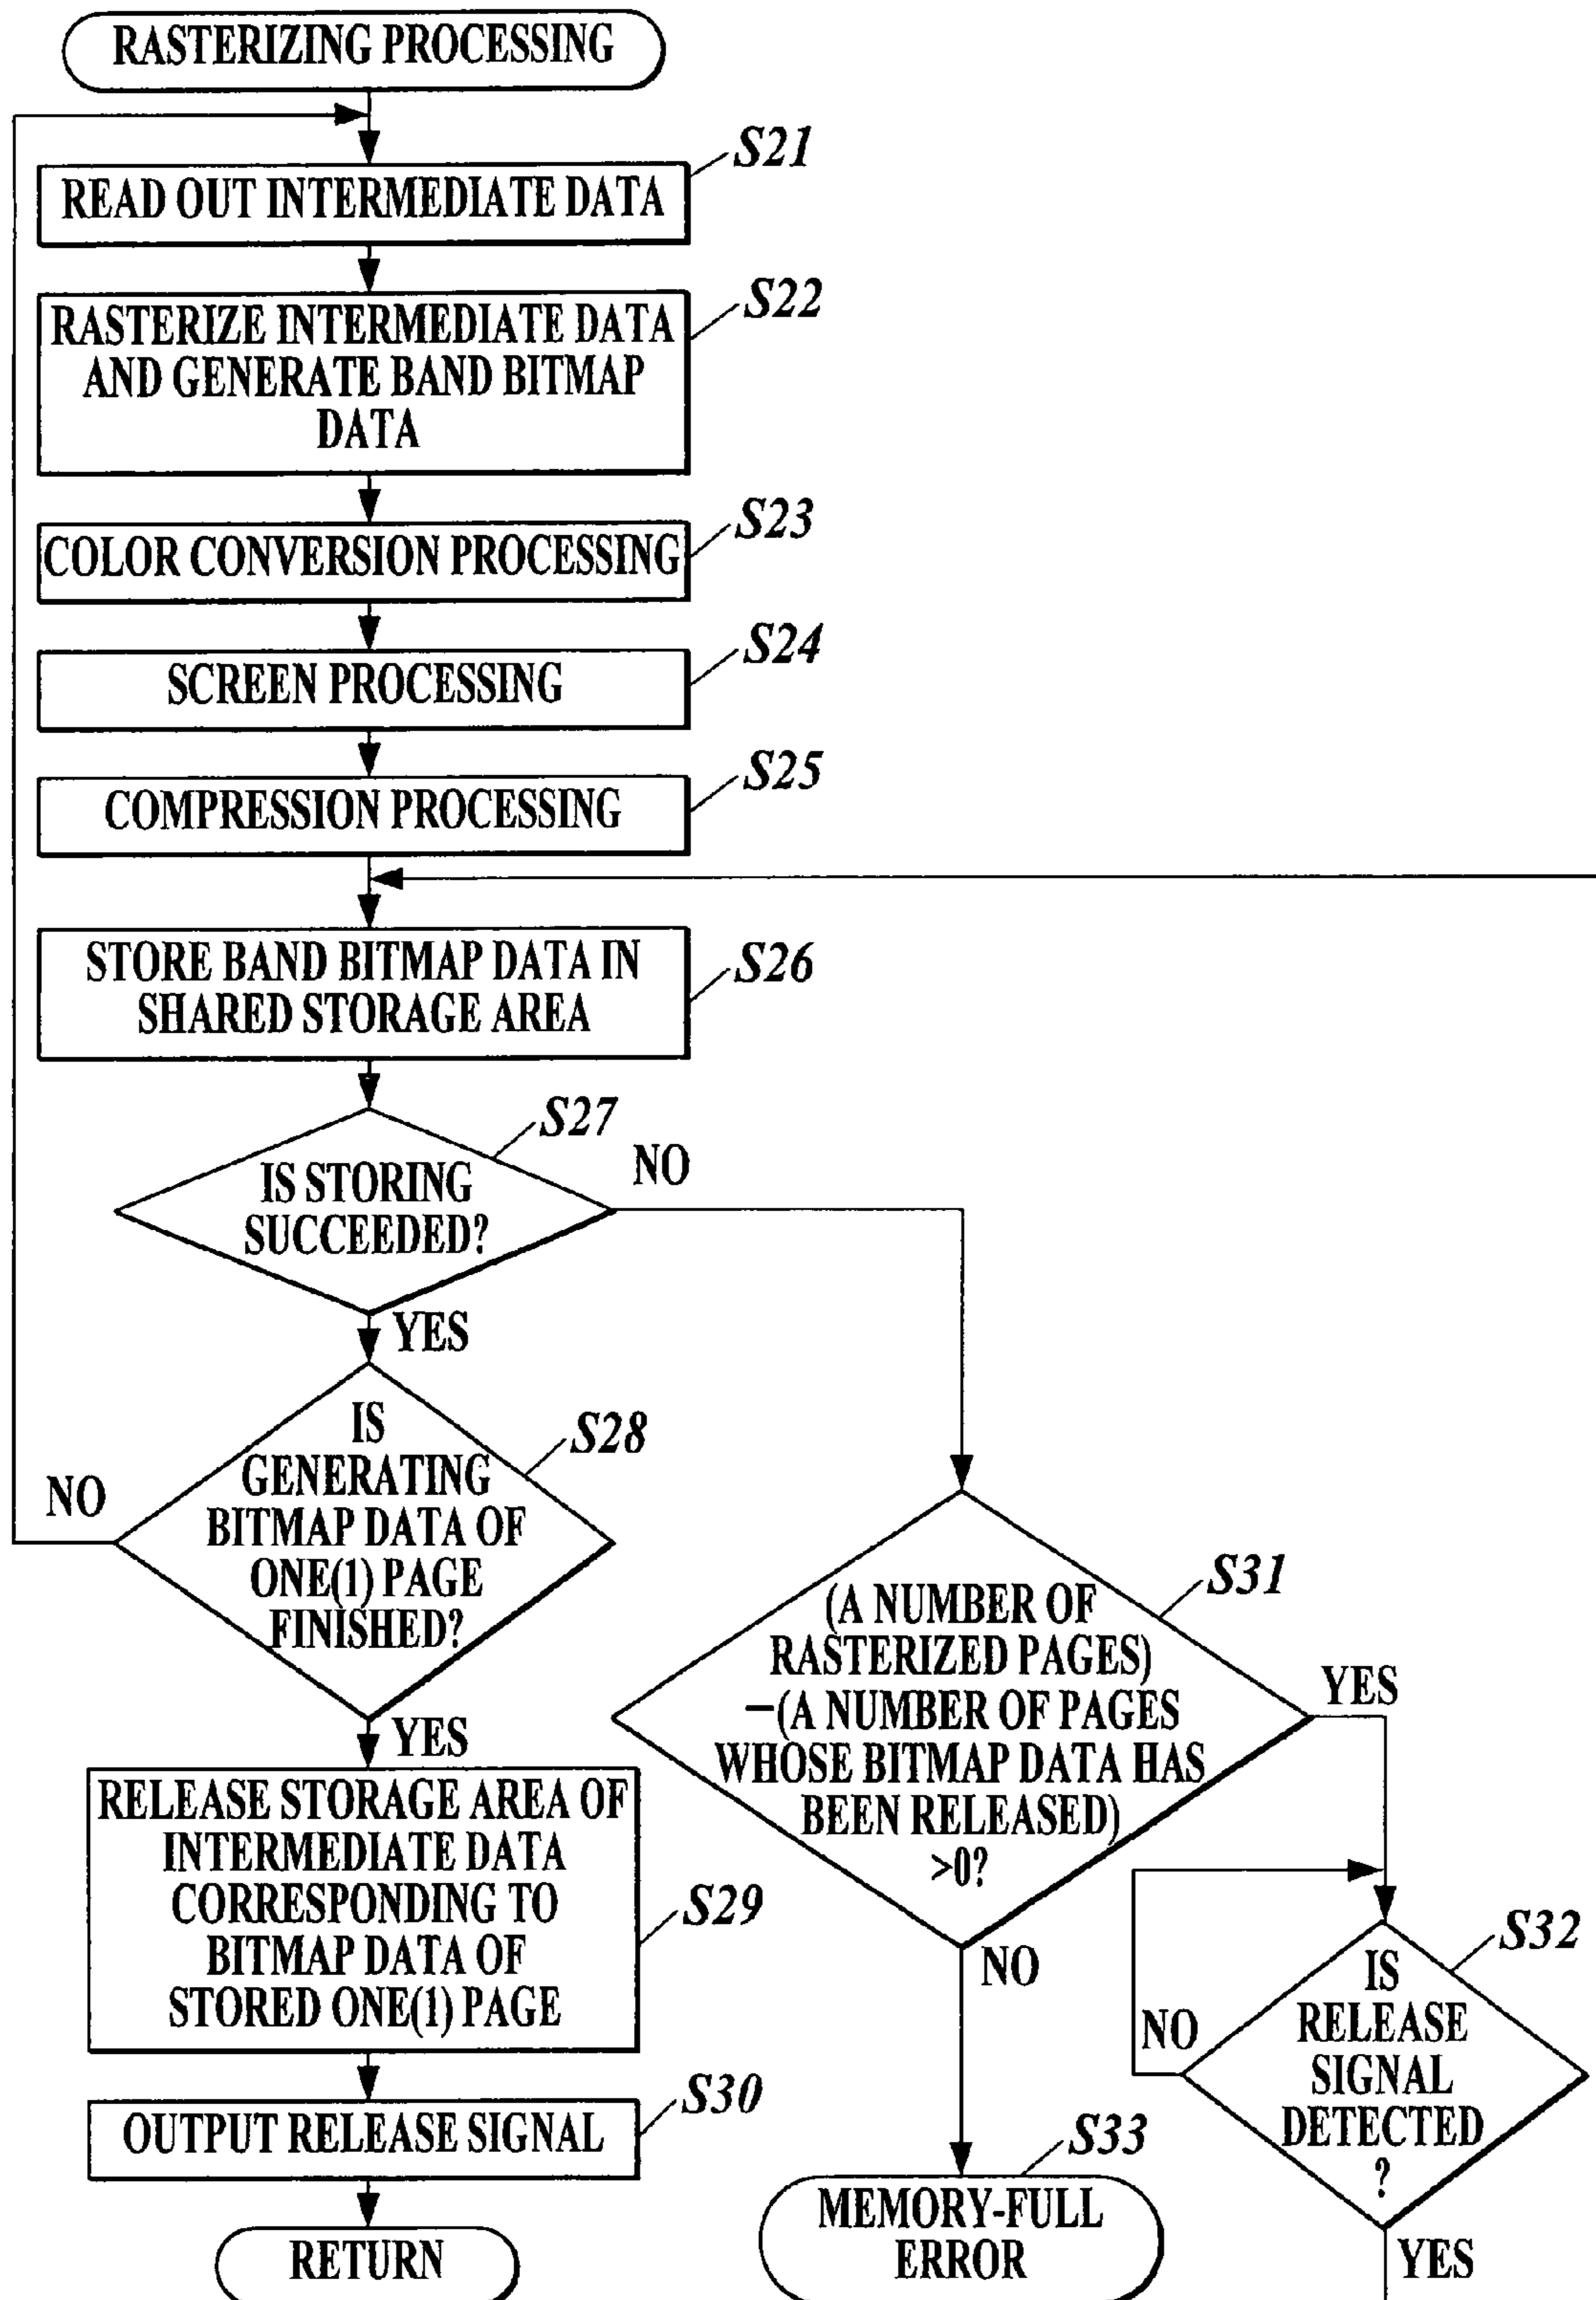 RASTERIZING PROCESSING
S21
READ OUT INTERMEDIATE DATA
S22
RASTERIZE INTERMEDIATE DATA
AND GENERATE BAND BITMAP
DATA
S23
COLOR CONVERSION PROCESSING
S24
SCREEN PROCESSING
S25
COMPRESSION PROCESSING
STORE BAND BITMAP DATA IN
SHARED STORAGE AREA
S26
S27
IS STORING
SUCCEEDED?
NO
YES
S28
IS
GENERATING
BITMAP DATA OF
ONE(1) PAGE
FINISHED?
NO
YES
RELEASE STORAGE AREA OF
INTERMEDIATE DATA
CORRESPONDING TO
BITMAP DATA OF
STORED ONE(1) PAGE
S29
S30
OUTPUT RELEASE SIGNAL
RETURN
S31
(A NUMBER OF
RASTERIZED PAGES)
−(A NUMBER OF PAGES
WHOSE BITMAP DATA HAS
BEEN RELEASED)
>0?
YES
NO
S32
IS
RELEASE
SIGNAL
DETECTED
?
NO
YES
S33
MEMORY-FULL
ERROR